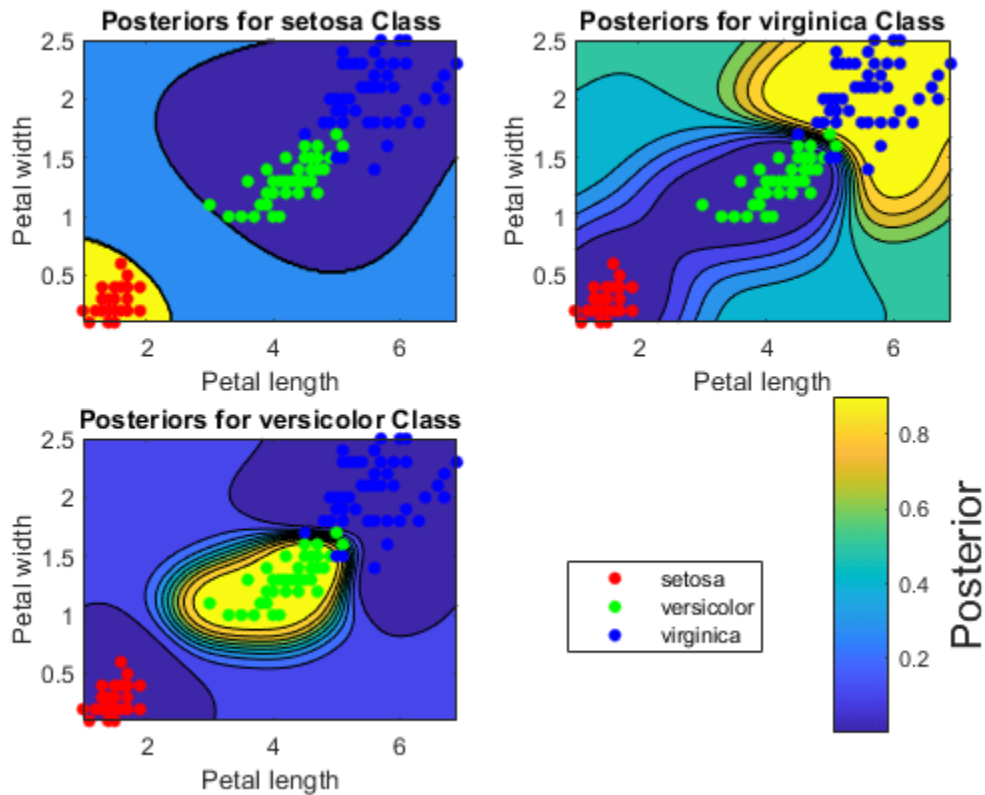 Posteriors for setosa Class
2.5
2
1.5
1
0.5
Petal width
2 4 6
Petal length
Posteriors for virginica Class
2.5
2
1.5
1
0.5
Petal width
2 4 6
Petal length
Posteriors for versicolor Class
2.5
2
1.5
1
0.5
Petal width
2 4 6
Petal length
setosa
versicolor
virginica
0.8
0.6
0.4
0.2
Posterior